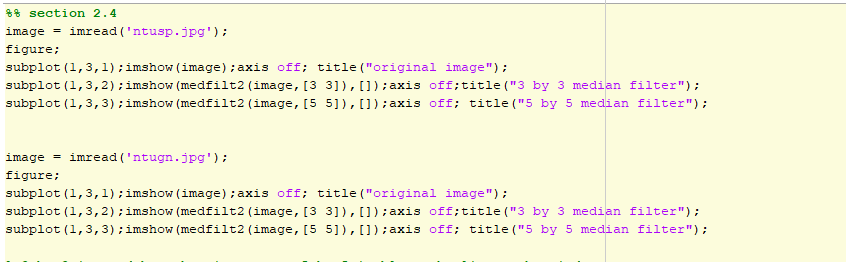 %% section 2.4
image = imread('ntusp.jpg');
figure;
subplot(1,3,1);imshow(image);axis off; title("original image");
subplot(1,3,2);imshow(medfilt2(image,[3 3]),[]);axis off;title("3 by 3 median filter");
subplot(1,3,3);imshow(medfilt2(image,[5 5]),[]);axis off; title("5 by 5 median filter");
image = imread('ntugn.jpg');
figure;
subplot(1,3,1);imshow(image);axis off; title("original image");
subplot(1,3,2);imshow(medfilt2(image,[3 3]),[]);axis off;title("3 by 3 median filter");
subplot(1,3,3);imshow(medfilt2(image,[5 5]),[]);axis off; title("5 by 5 median filter");